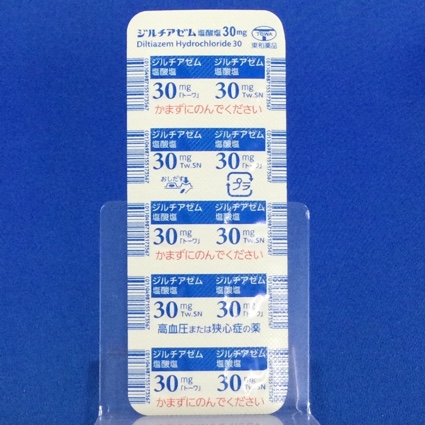 ジルチアゼム塩酸塩30mg
Diltiazem Hydrochloride 30
TOWA
東和薬品
ジルチアゼム ジルチアゼム
塩酸塩 塩酸塩
30mg「トーワ」 30mg Tw.SN
かまずにのんでください
ジルチアゼム ジルチアゼム
塩酸塩 塩酸塩
30mg Tw.SN 30mg「トーワ」
おしだす プラ
ジルチアゼム ジルチアゼム
塩酸塩 塩酸塩
30mg「トーワ」 30mg Tw.SN
かまずにのんでください
ジルチアゼム ジルチアゼム
塩酸塩 塩酸塩
30mg Tw.SN 30mg「トーワ」
高血圧または狭心症の薬
ジルチアゼム ジルチアゼム
塩酸塩 塩酸塩
30mg「トーワ」 30mg Tw.SN
かまずにのんでください